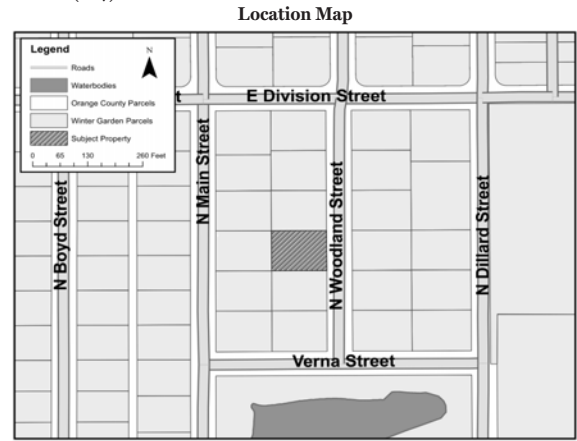 Location Map
Legend
N
Roads
Waterbodies
Orange County Parcels
Winter Garden Parcels
Subject Property
0 65 130 260 Feet
E Division Street
N Main Street
N Boyd Street
N Woodland Street
N Dillard Street
Verna Street